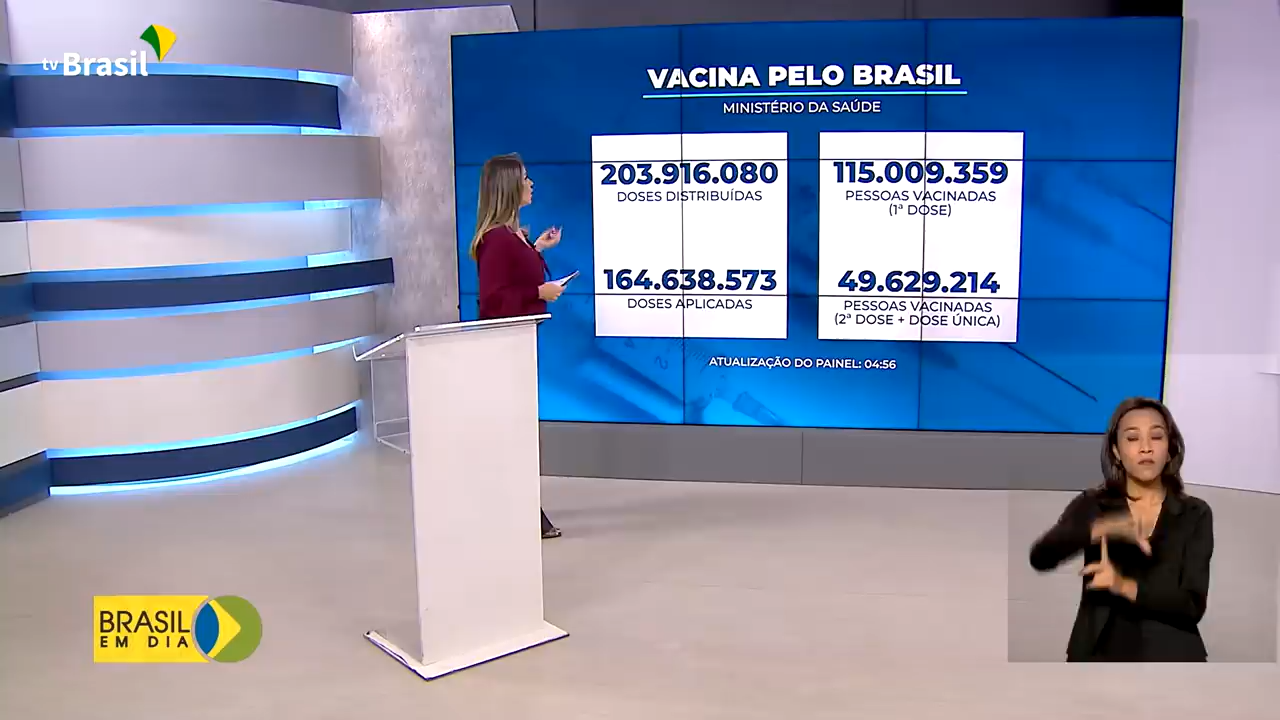 tv Brasil
VACINA PELO BRASIL
MINISTÉRIO DA SAÚDE
203.916.080
DOSES DISTRIBUÍDAS
164.638.573
DOSES APLICADAS
115.009.359
PESSOAS VACINADAS
(1ª DOSE)
49.629.214
PESSOAS VACINADAS
(2ª DOSE + DOSE ÚNICA)
ATUALIZAÇÃO DO PAINEL: 04:56
BRASIL
EM DIA